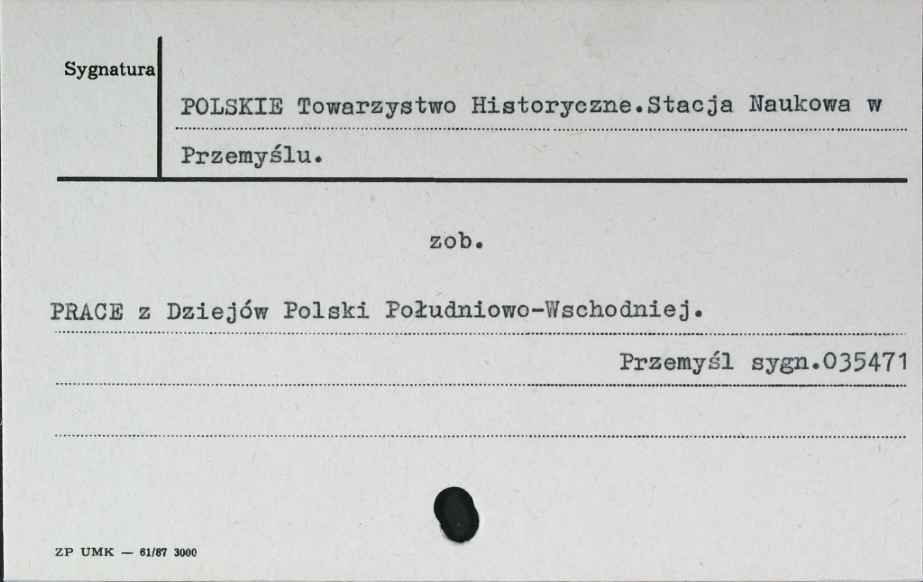 Sygnatura
POLSKIE Towarzystwo Historyczne.Stacja Naukowa w
Przemyślu.
zob.
PRACE z Dziejów Polski Południowo-Wschodniej.
Przemyśl sygn.035471
ZP UMK — 61/87 3000